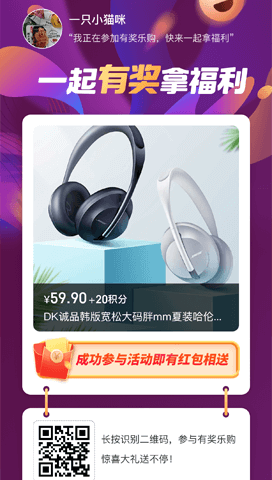 一只小猫咪
“我正在参加有奖乐购，快来一起拿福利”
一起有奖拿福利
¥59.90+20积分
DK诚品韩版宽松大码胖mm夏装哈伦...
成功参与活动即有红包相送
长按识别二维码，参与有奖乐购
惊喜大礼送不停！